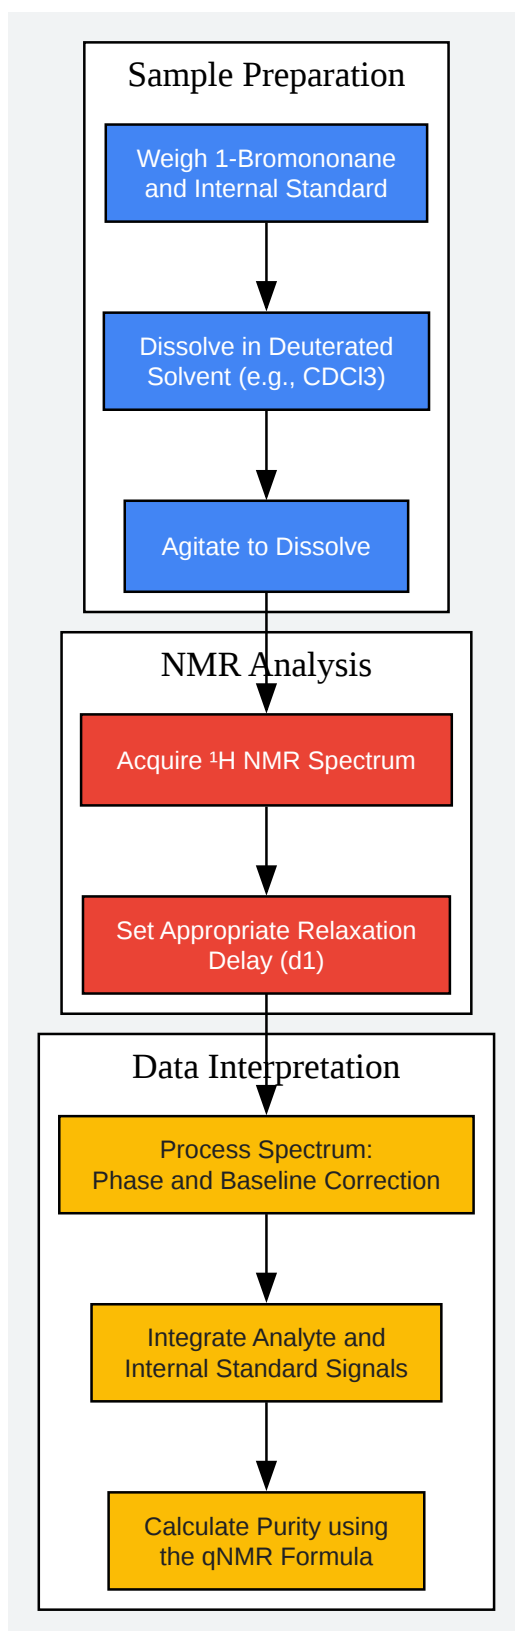 Sample Preparation
Weigh 1-Bromononane
and Internal Standard
Dissolve in Deuterated
Solvent (e.g., CDCl3)
Agitate to Dissolve
NMR Analysis
Acquire ¹H NMR Spectrum
Set Appropriate Relaxation
Delay (d1)
Data Interpretation
Process Spectrum:
Phase and Baseline Correction
Integrate Analyte and
Internal Standard Signals
Calculate Purity using
the qNMR Formula